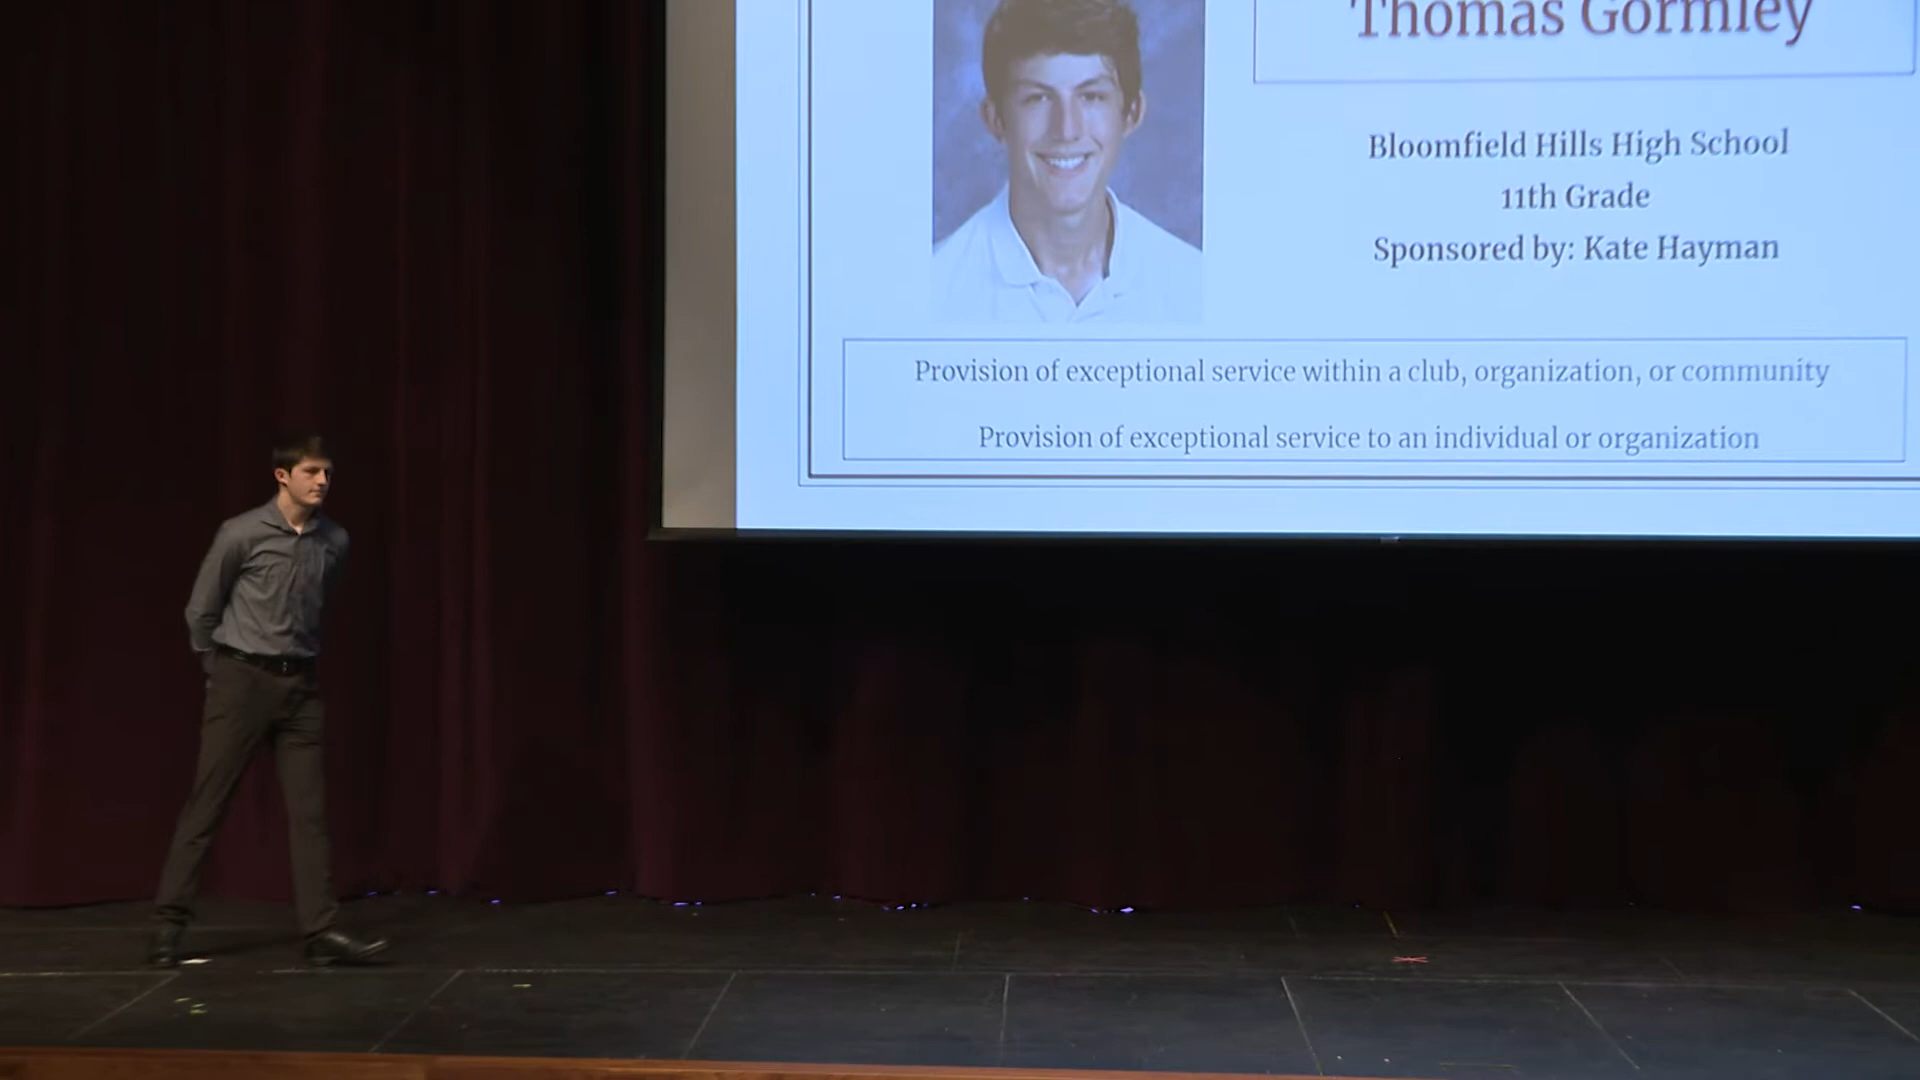 Thomas Gormley
Bloomfield Hills High School
11th Grade
Sponsored by: Kate Hayman
Provision of exceptional service within a club, organization, or community
Provision of exceptional service to an individual or organization